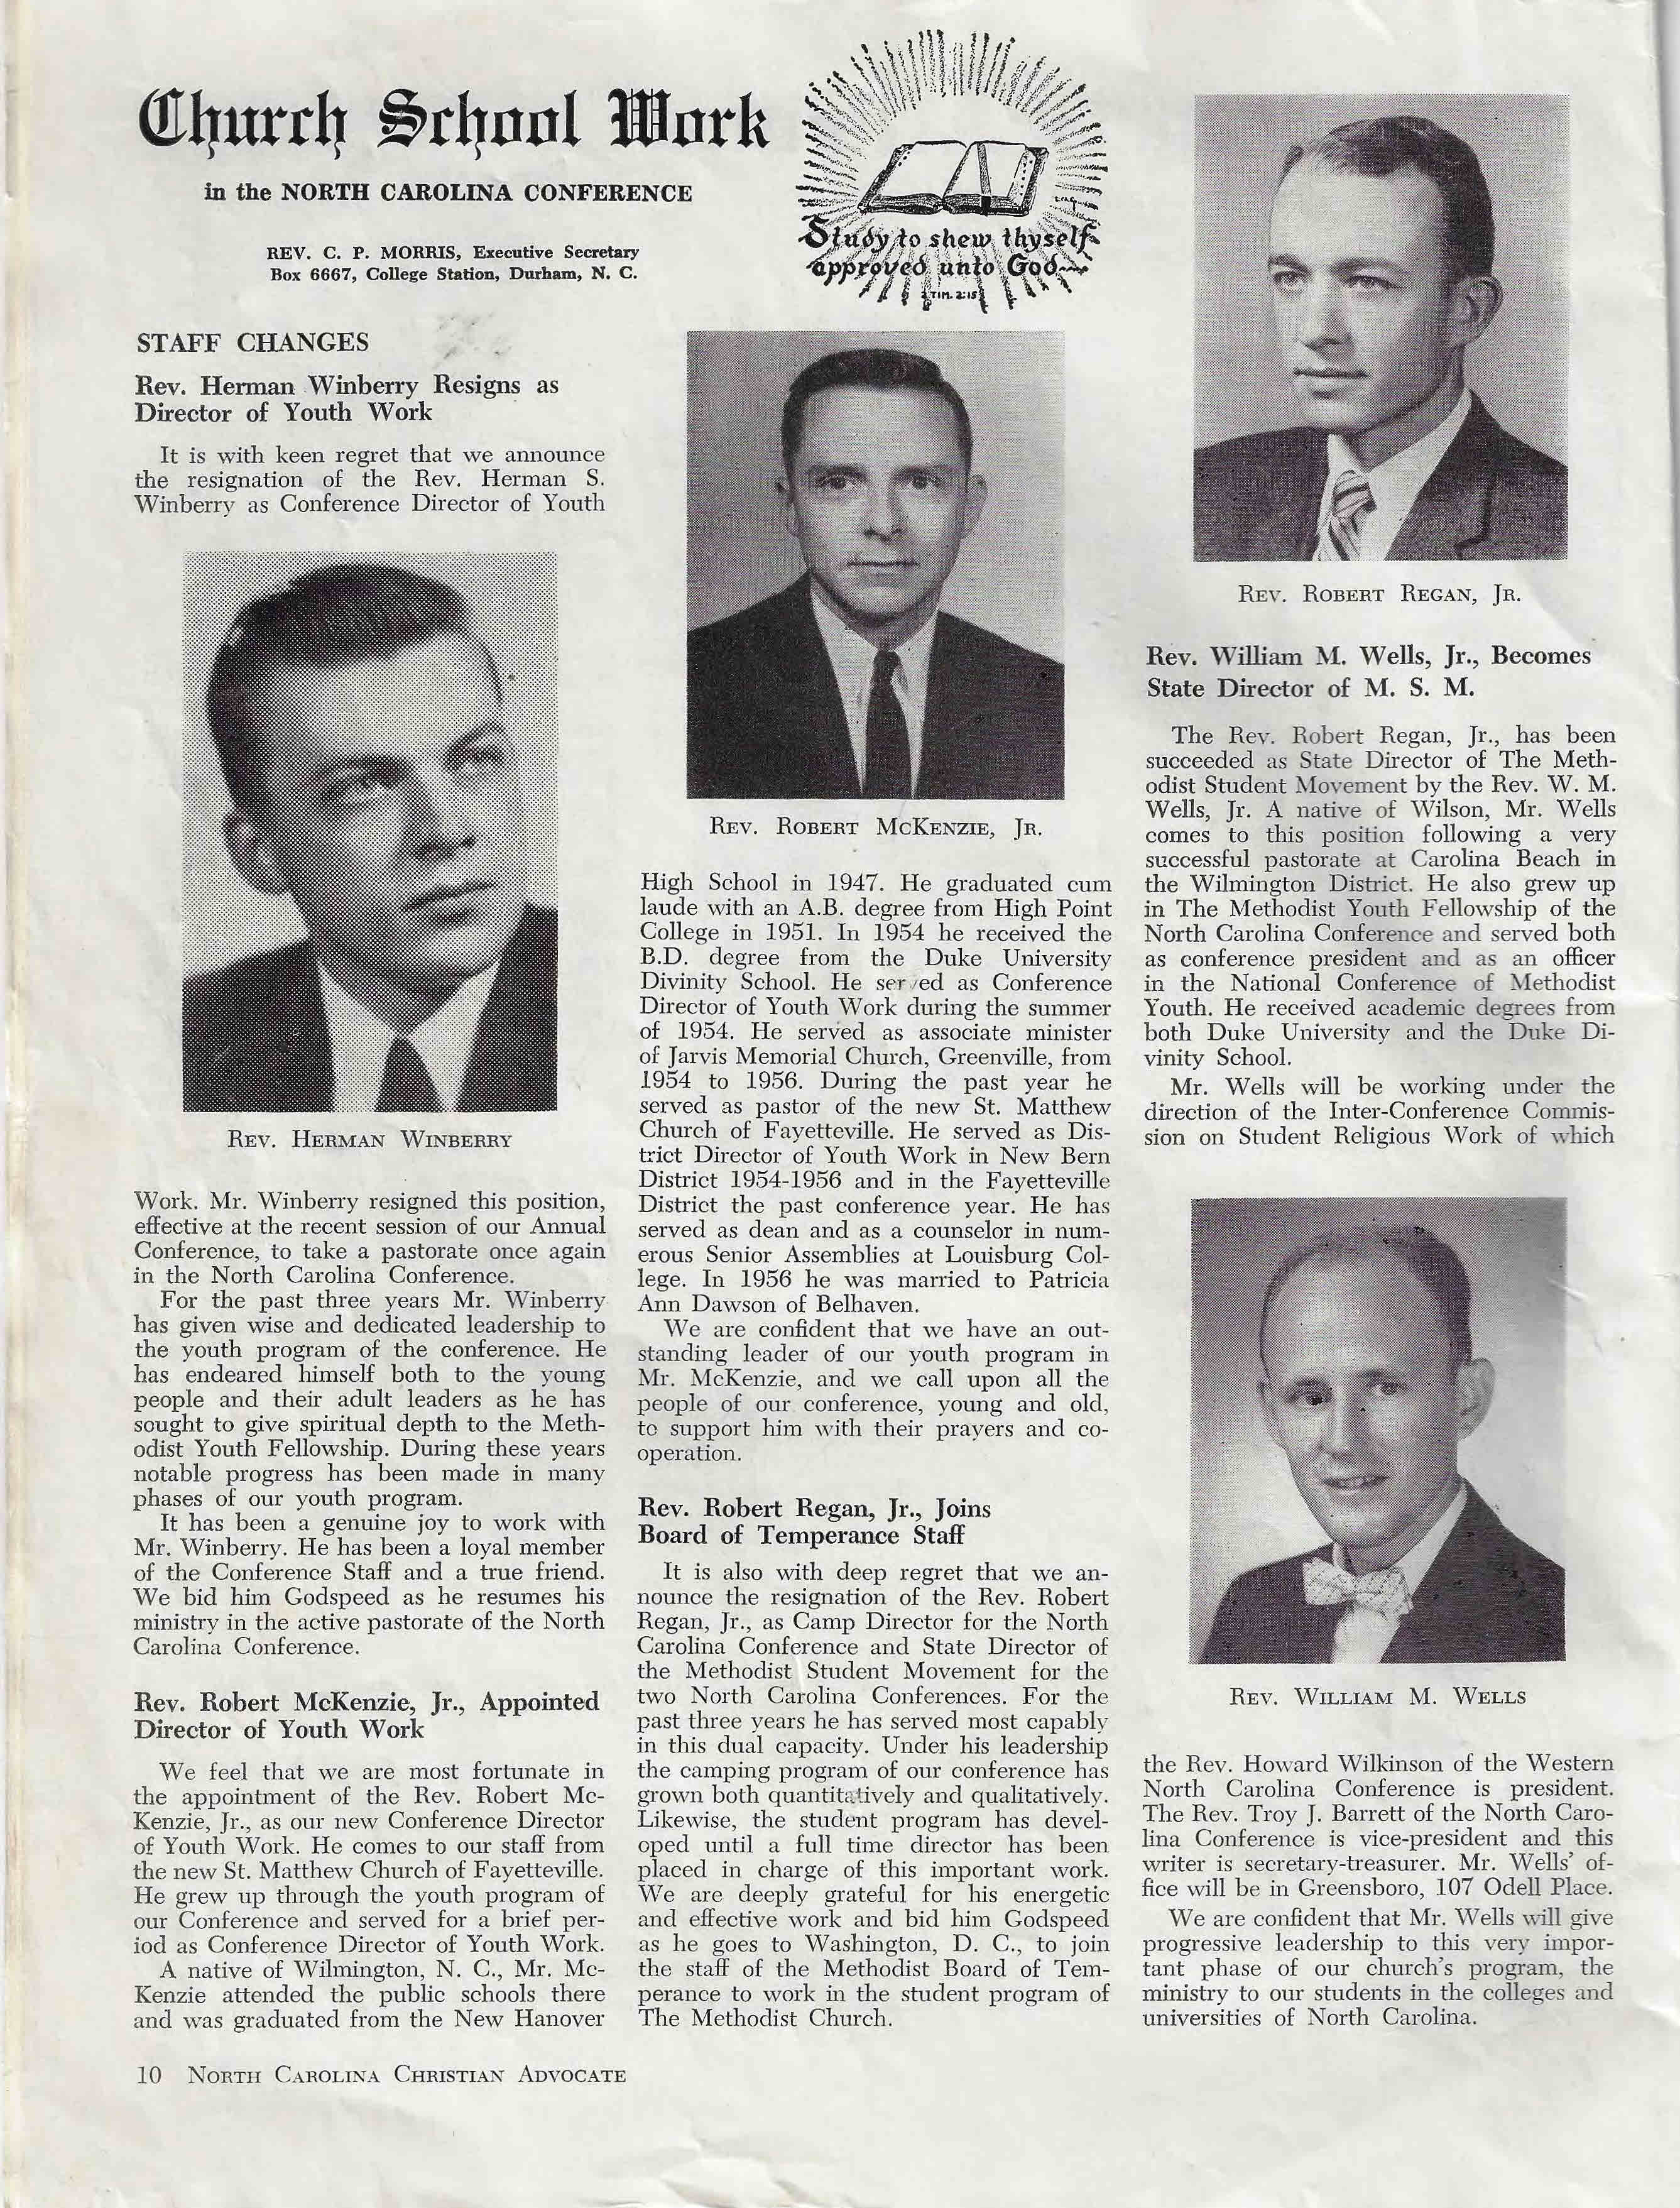 Church School Work
in the NORTH CAROLINA CONFERENCE
REV. C. P. MORRIS, Executive Secretary
Box 6667, College Station, Durham, N. C.
Study to shew thyself
approved unto God
2 TIM. 2:15
STAFF CHANGES
Rev. Herman Winberry Resigns as
Director of Youth Work
It is with keen regret that we announce
the resignation of the Rev. Herman S.
Winberry as Conference Director of Youth
REV. HERMAN WINBERRY
Work. Mr. Winberry resigned this position,
effective at the recent session of our Annual
Conference, to take a pastorate once again
in the North Carolina Conference.
For the past three years Mr. Winberry
has given wise and dedicated leadership to
the youth program of the conference. He
has endeared himself both to the young
people and their adult leaders as he has
sought to give spiritual depth to the Meth-
odist Youth Fellowship. During these years
notable progress has been made in many
phases of our youth program.
It has been a genuine joy to work with
Mr. Winberry. He has been a loyal member
of the Conference Staff and a true friend.
We bid him Godspeed as he resumes his
ministry in the active pastorate of the North
Carolina Conference.
Rev. Robert McKenzie, Jr., Appointed
Director of Youth Work
We feel that we are most fortunate in
the appointment of the Rev. Robert Mc-
Kenzie, Jr., as our new Conference Director
of Youth Work. He comes to our staff from
the new St. Matthew Church of Fayetteville.
He grew up through the youth program of
our Conference and served for a brief per-
iod as Conference Director of Youth Work.
A native of Wilmington, N. C., Mr. Mc-
Kenzie attended the public schools there
and was graduated from the New Hanover
REV. ROBERT MCKENZIE, JR.
High School in 1947. He graduated cum
laude with an A.B. degree from High Point
College in 1951. In 1954 he received the
B.D. degree from the Duke University
Divinity School. He served as Conference
Director of Youth Work during the summer
of 1954. He served as associate minister
of Jarvis Memorial Church, Greenville, from
1954 to 1956. During the past year he
served as pastor of the new St. Matthew
Church of Fayetteville. He served as Dis-
trict Director of Youth Work in New Bern
District 1954-1956 and in the Fayetteville
District the past conference year. He has
served as dean and as a counselor in num-
erous Senior Assemblies at Louisburg Col-
lege. In 1956 he was married to Patricia
Ann Dawson of Belhaven.
We are confident that we have an out-
standing leader of our youth program in
Mr. McKenzie, and we call upon all the
people of our conference, young and old,
to support him with their prayers and co-
operation.
Rev. Robert Regan, Jr., Joins
Board of Temperance Staff
It is also with deep regret that we an-
nounce the resignation of the Rev. Robert
Regan, Jr., as Camp Director for the North
Carolina Conference and State Director of
the Methodist Student Movement for the
two North Carolina Conferences. For the
past three years he has served most capably
in this dual capacity. Under his leadership
the camping program of our conference has
grown both quantitatively and qualitatively.
Likewise, the student program has devel-
oped until a full time director has been
placed in charge of this important work.
We are deeply grateful for his energetic
and effective work and bid him Godspeed
as he goes to Washington, D. C., to join
the staff of the Methodist Board of Tem-
perance to work in the student program of
The Methodist Church.
REV. ROBERT REGAN, JR.
Rev. William M. Wells, Jr., Becomes
State Director of M. S. M.
The Rev. Robert Regan, Jr., has been
succeeded as State Director of The Meth-
odist Student Movement by the Rev. W. M.
Wells, Jr. A native of Wilson, Mr. Wells
comes to this position following a very
successful pastorate at Carolina Beach in
the Wilmington District. He also grew up
in The Methodist Youth Fellowship of the
North Carolina Conference and served both
as conference president and as an officer
in the National Conference of Methodist
Youth. He received academic degrees from
both Duke University and the Duke Di-
vinity School.
Mr. Wells will be working under the
direction of the Inter-Conference Commis-
sion on Student Religious Work of which
REV. WILLIAM M. WELLS
the Rev. Howard Wilkinson of the Western
North Carolina Conference is president.
The Rev. Troy J. Barrett of the North Caro-
lina Conference is vice-president and this
writer is secretary-treasurer. Mr. Wells' of-
fice will be in Greensboro, 107 Odell Place.
We are confident that Mr. Wells will give
progressive leadership to this very impor-
tant phase of our church's program, the
ministry to our students in the colleges and
universities of North Carolina.
10 NORTH CAROLINA CHRISTIAN ADVOCATE